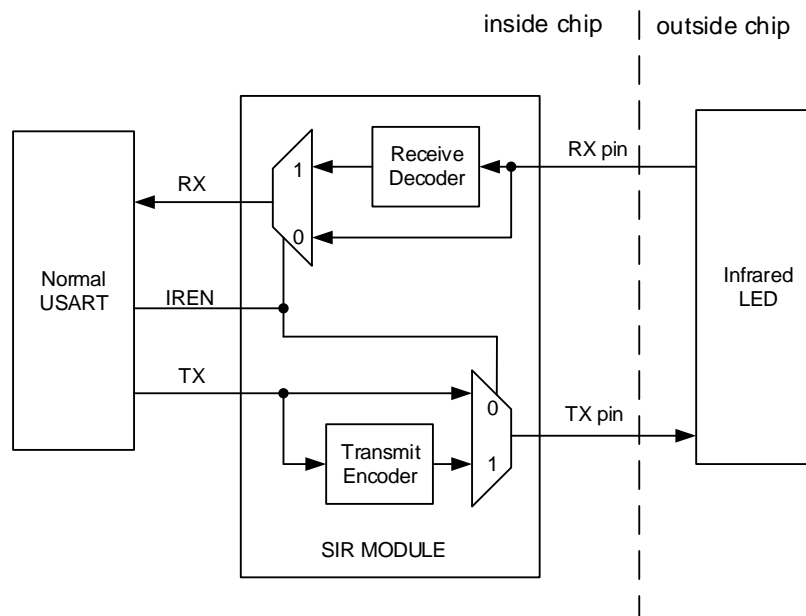 inside chip
outside chip
Receive
Decoder
RX pin
1
RX
0
Normal
USART
Infrared
LED
IREN
TX
0
TX pin
Transmit
Encoder
1
SIR MODULE